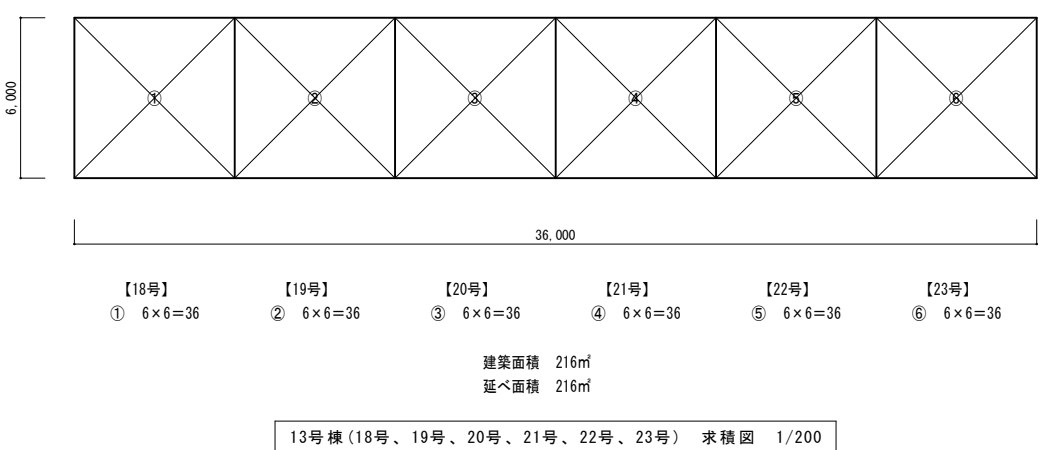 6,000
① ② ③ ④ ⑤ ⑥
36,000
【18号】 【19号】 【20号】 【21号】 【22号】 【23号】
① 6×6=36 ② 6×6=36 ③ 6×6=36 ④ 6×6=36 ⑤ 6×6=36 ⑥ 6×6=36
建築面積 216㎡
延べ面積 216㎡
13号棟(18号、19号、20号、21号、22号、23号) 求積図 1/200